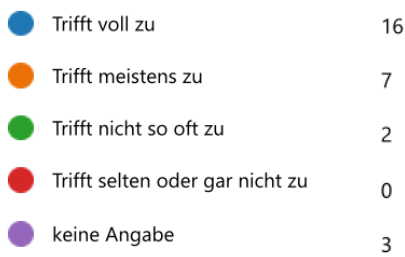 Trifft voll zu 16
Trifft meistens zu 7
Trifft nicht so oft zu 2
Trifft selten oder gar nicht zu 0
keine Angabe 3